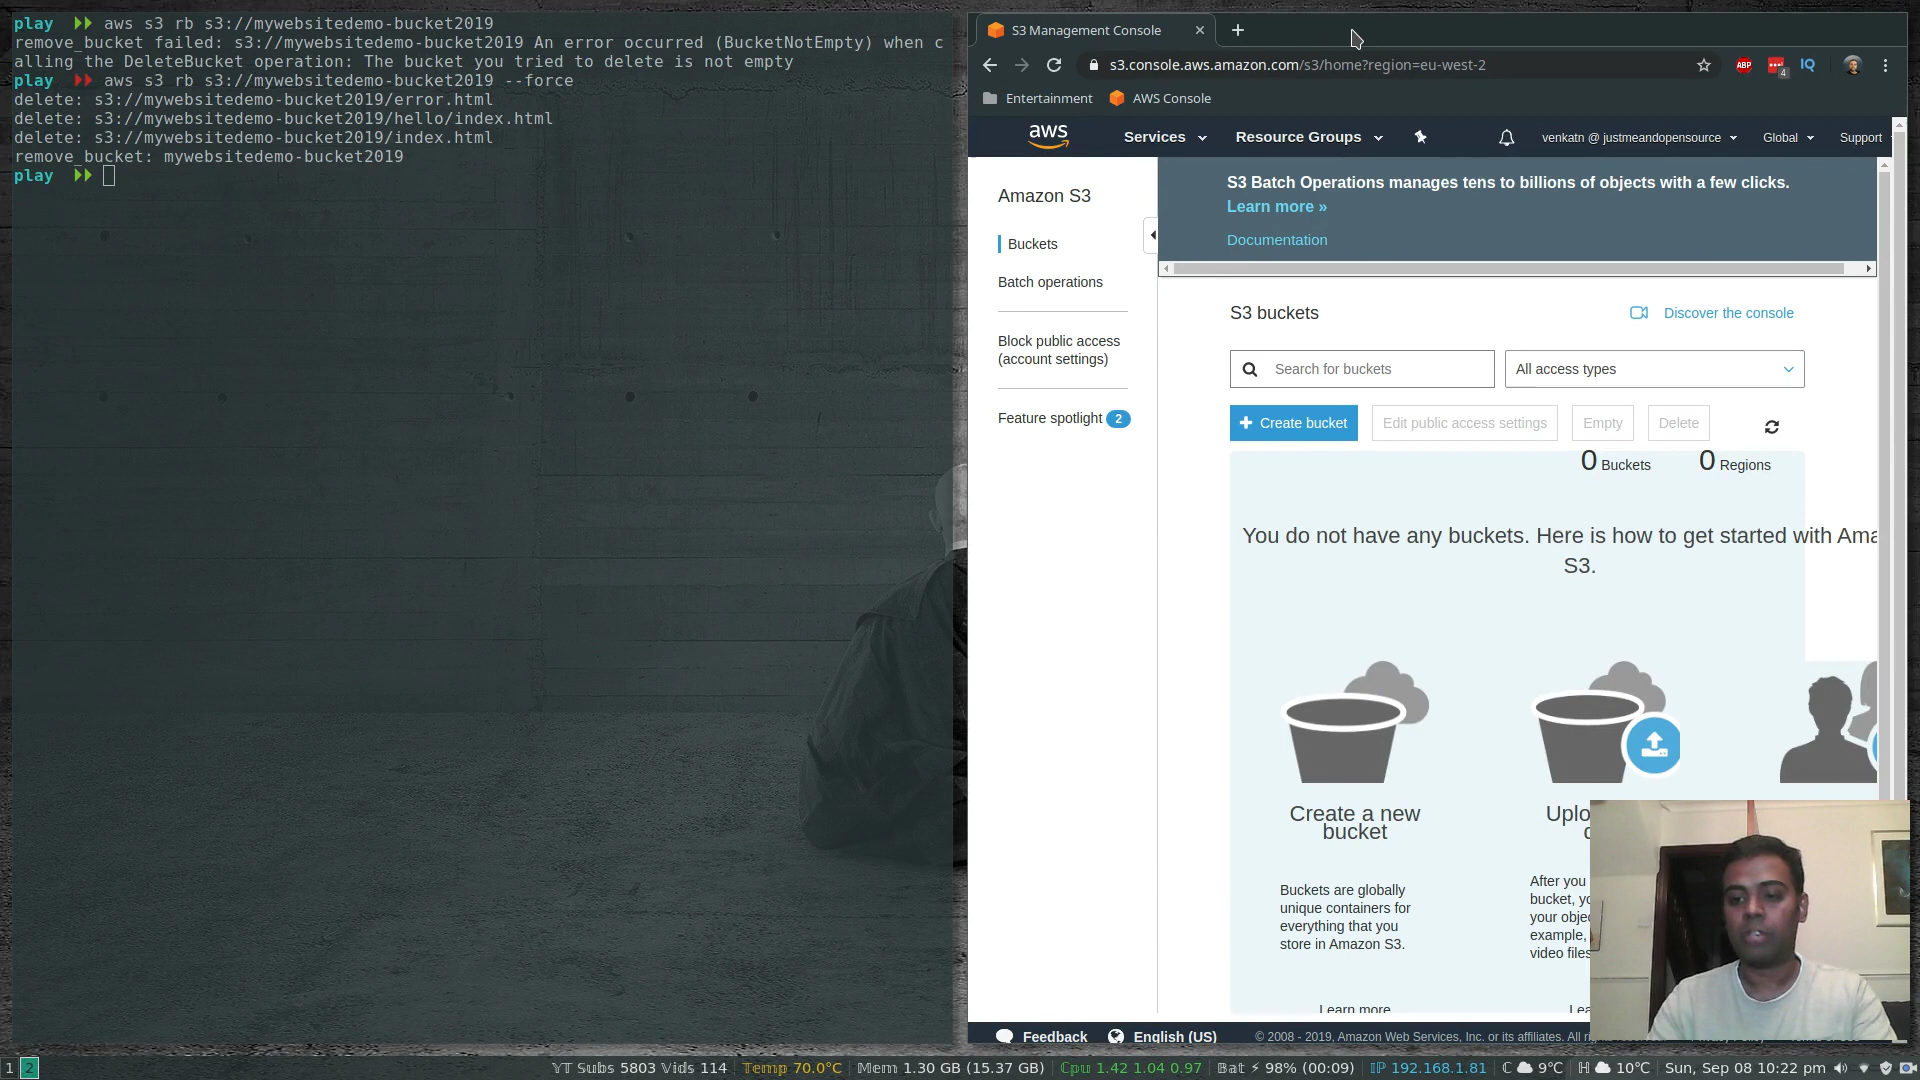 play aws s3 rb s3://mywebsitedemo-bucket2019
remove_bucket failed: s3://mywebsitedemo-bucket2019 An error occurred (BucketNotEmpty) when c
alling the DeleteBucket operation: The bucket you tried to delete is not empty
play aws s3 rb s3://mywebsitedemo-bucket2019 --force
delete: s3://mywebsitedemo-bucket2019/error.html
delete: s3://mywebsitedemo-bucket2019/hello/index.html
delete: s3://mywebsitedemo-bucket2019/index.html
remove_bucket: mywebsitedemo-bucket2019
play
S3 Management Console
s3.console.aws.amazon.com/s3/home?region=eu-west-2
ABP
4
IQ
Entertainment
AWS Console
aws
Services
Resource Groups
venkatn @ justmeandopensource
Global
Support
Amazon S3
Buckets
Batch operations
Block public access
(account settings)
Feature spotlight 2
S3 Batch Operations manages tens to billions of objects with a few clicks.
Learn more »
Documentation
S3 buckets
Discover the console
Search for buckets
All access types
Create bucket
Edit public access settings
Empty
Delete
0 Buckets
0 Regions
You do not have any buckets. Here is how to get started with Ama
S3.
Create a new
bucket
Buckets are globally
unique containers for
everything that you
store in Amazon S3.
Learn more
Uplo
After you
bucket, yo
your obje
example,
video files
Lea
Feedback
English (US)
© 2008 - 2019, Amazon Web Services, Inc. or its affiliates. All ri
1 2
YT Subs 5803 Vids 114
Temp 70.0°C
Mem 1.30 GB (15.37 GB)
Cpu 1.42 1.04 0.97
Bat 98% (00:09)
IP 192.168.1.81
C 9°C
H 10°C
Sun, Sep 08 10:22 pm